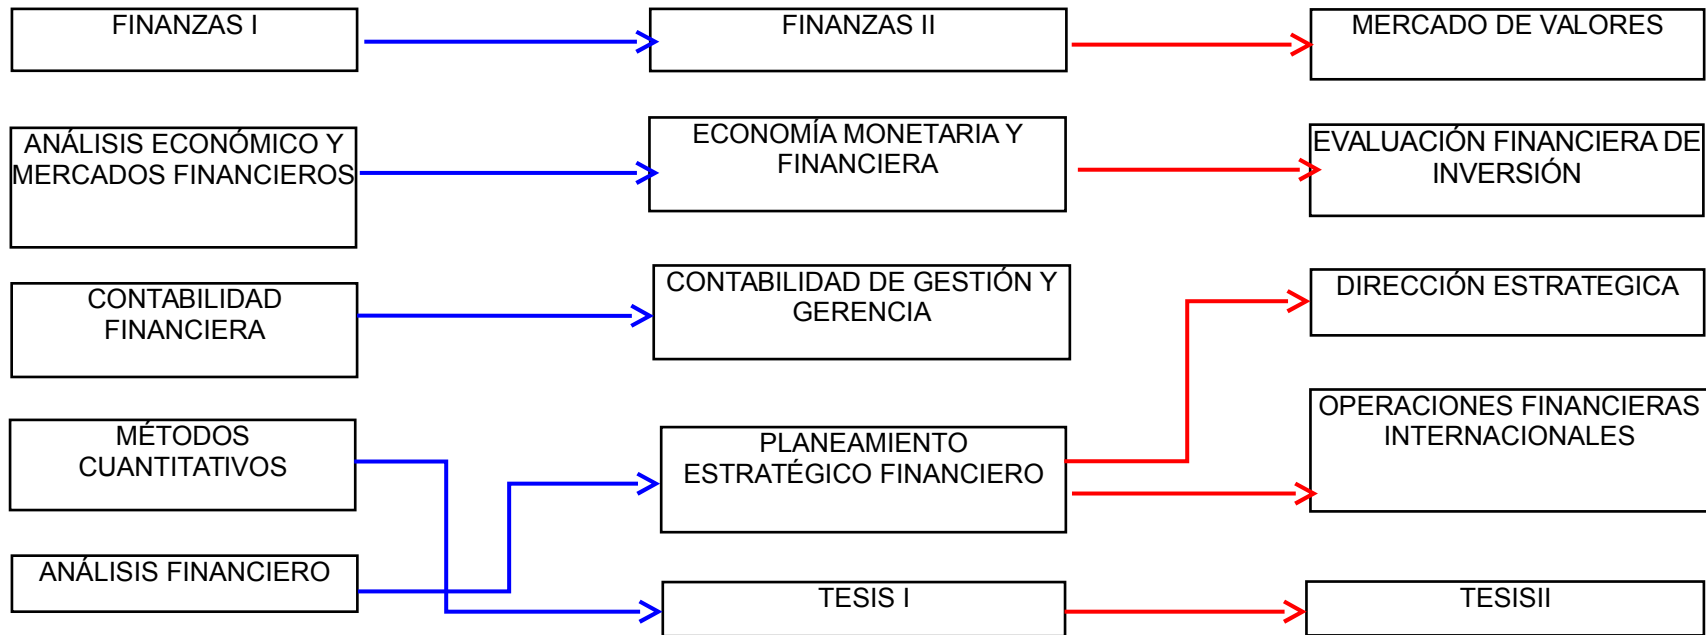 FINANZAS I
FINANZAS II
MERCADO DE VALORES
ANÁLISIS ECONÓMICO Y
MERCADOS FINANCIEROS
ECONOMÍA MONETARIA Y
FINANCIERA
EVALUACIÓN FINANCIERA DE
INVERSIÓN
CONTABILIDAD
FINANCIERA
CONTABILIDAD DE GESTIÓN Y
GERENCIA
DIRECCIÓN ESTRATEGICA
MÉTODOS
CUANTITATIVOS
PLANEAMIENTO
ESTRATÉGICO FINANCIERO
OPERACIONES FINANCIERAS
INTERNACIONALES
ANÁLISIS FINANCIERO
TESIS I
TESISII